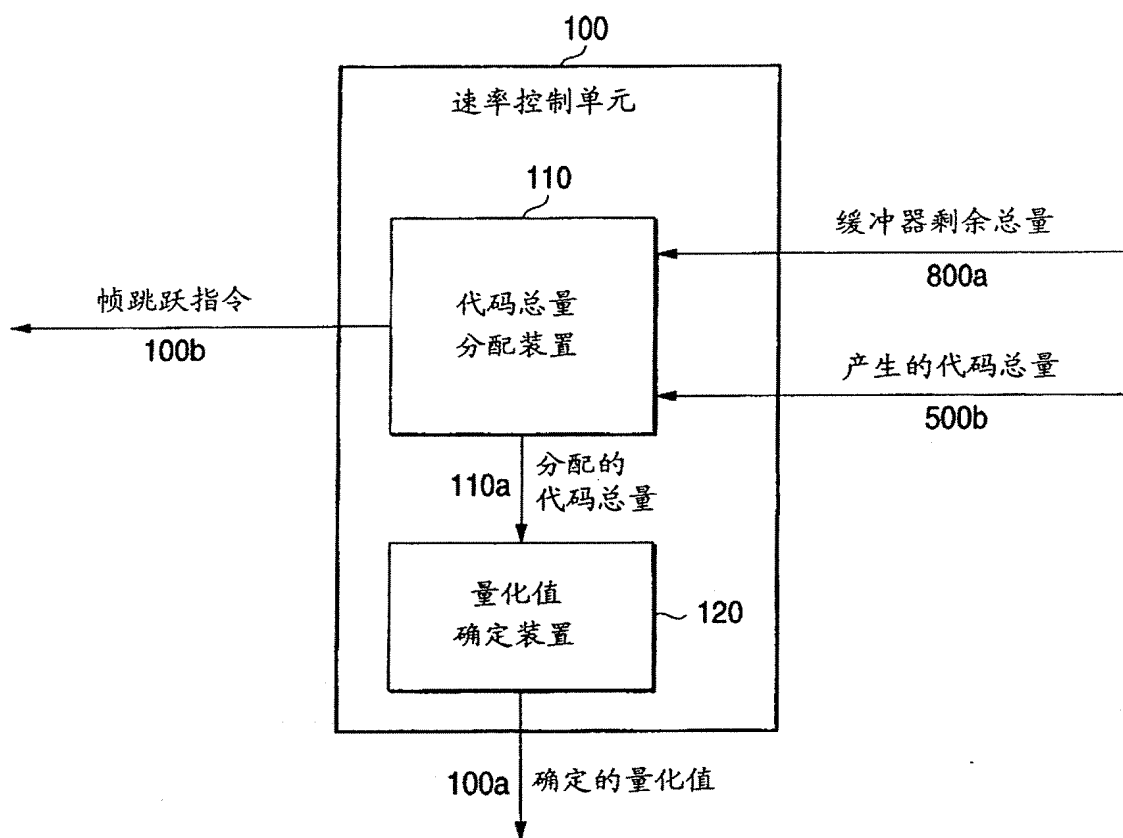 100
速率控制单元
110
缓冲器剩余总量
800a
帧跳跃指令
100b
代码总量
分配装置
产生的代码总量
500b
110a
分配的
代码总量
量化值
确定装置
120
100a
确定的量化值